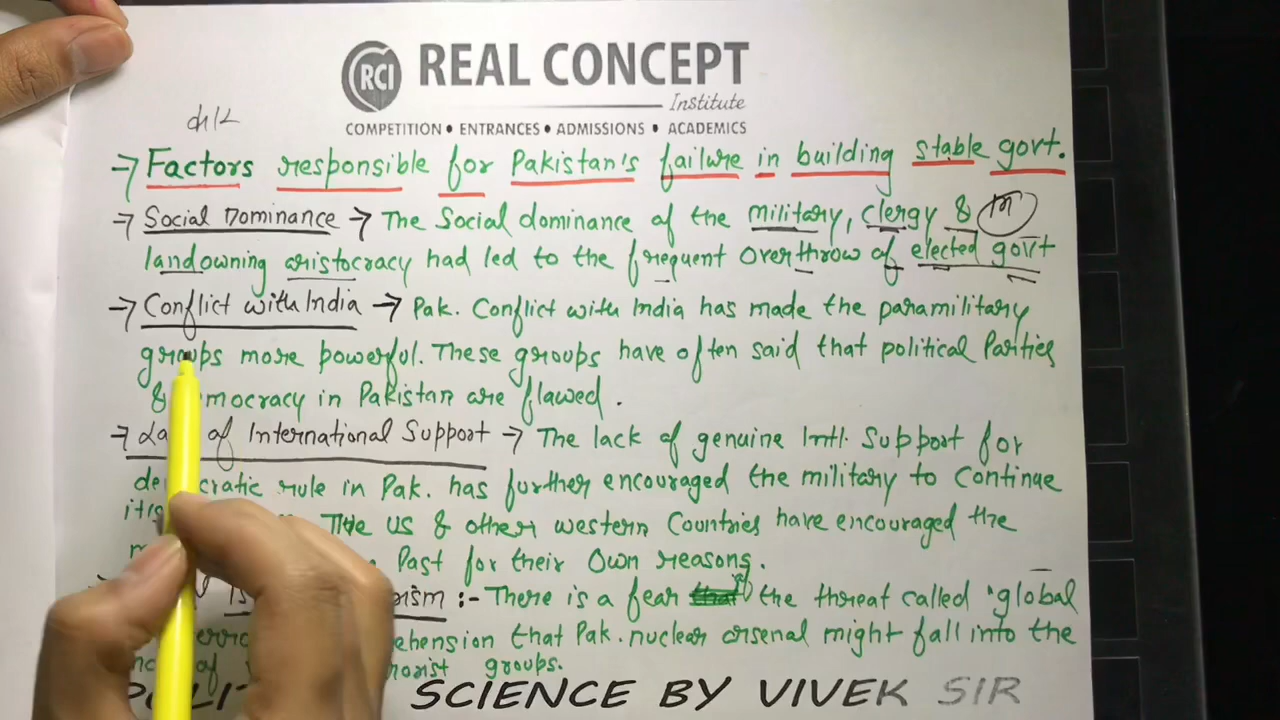 RCI REAL CONCEPT
Institute
COMPETITION • ENTRANCES • ADMISSIONS • ACADEMICS
→ Factors responsible for Pakistan's failure in building stable govt.
→ Social Dominance → The Social dominance of the military, clergy &
landowning aristocracy had led to the frequent overthrow of elected govt
→ Conflict with India → Pak. Conflict with India has made the paramilitary
groups more powerful. These groups have often said that political Parties
& mocracy in Pakistan are flawed.
→ of International Support → The lack of genuine Intl. Support for
cratic rule in Pak. has further encouraged the military to Continue
The US & other western Countries have encouraged the
Past for their Own reasons.
:- There is a fear of the threat called 'global
that Pak. nuclear arsenal might fall into the
of groups.
SCIENCE BY VIVEK SIR